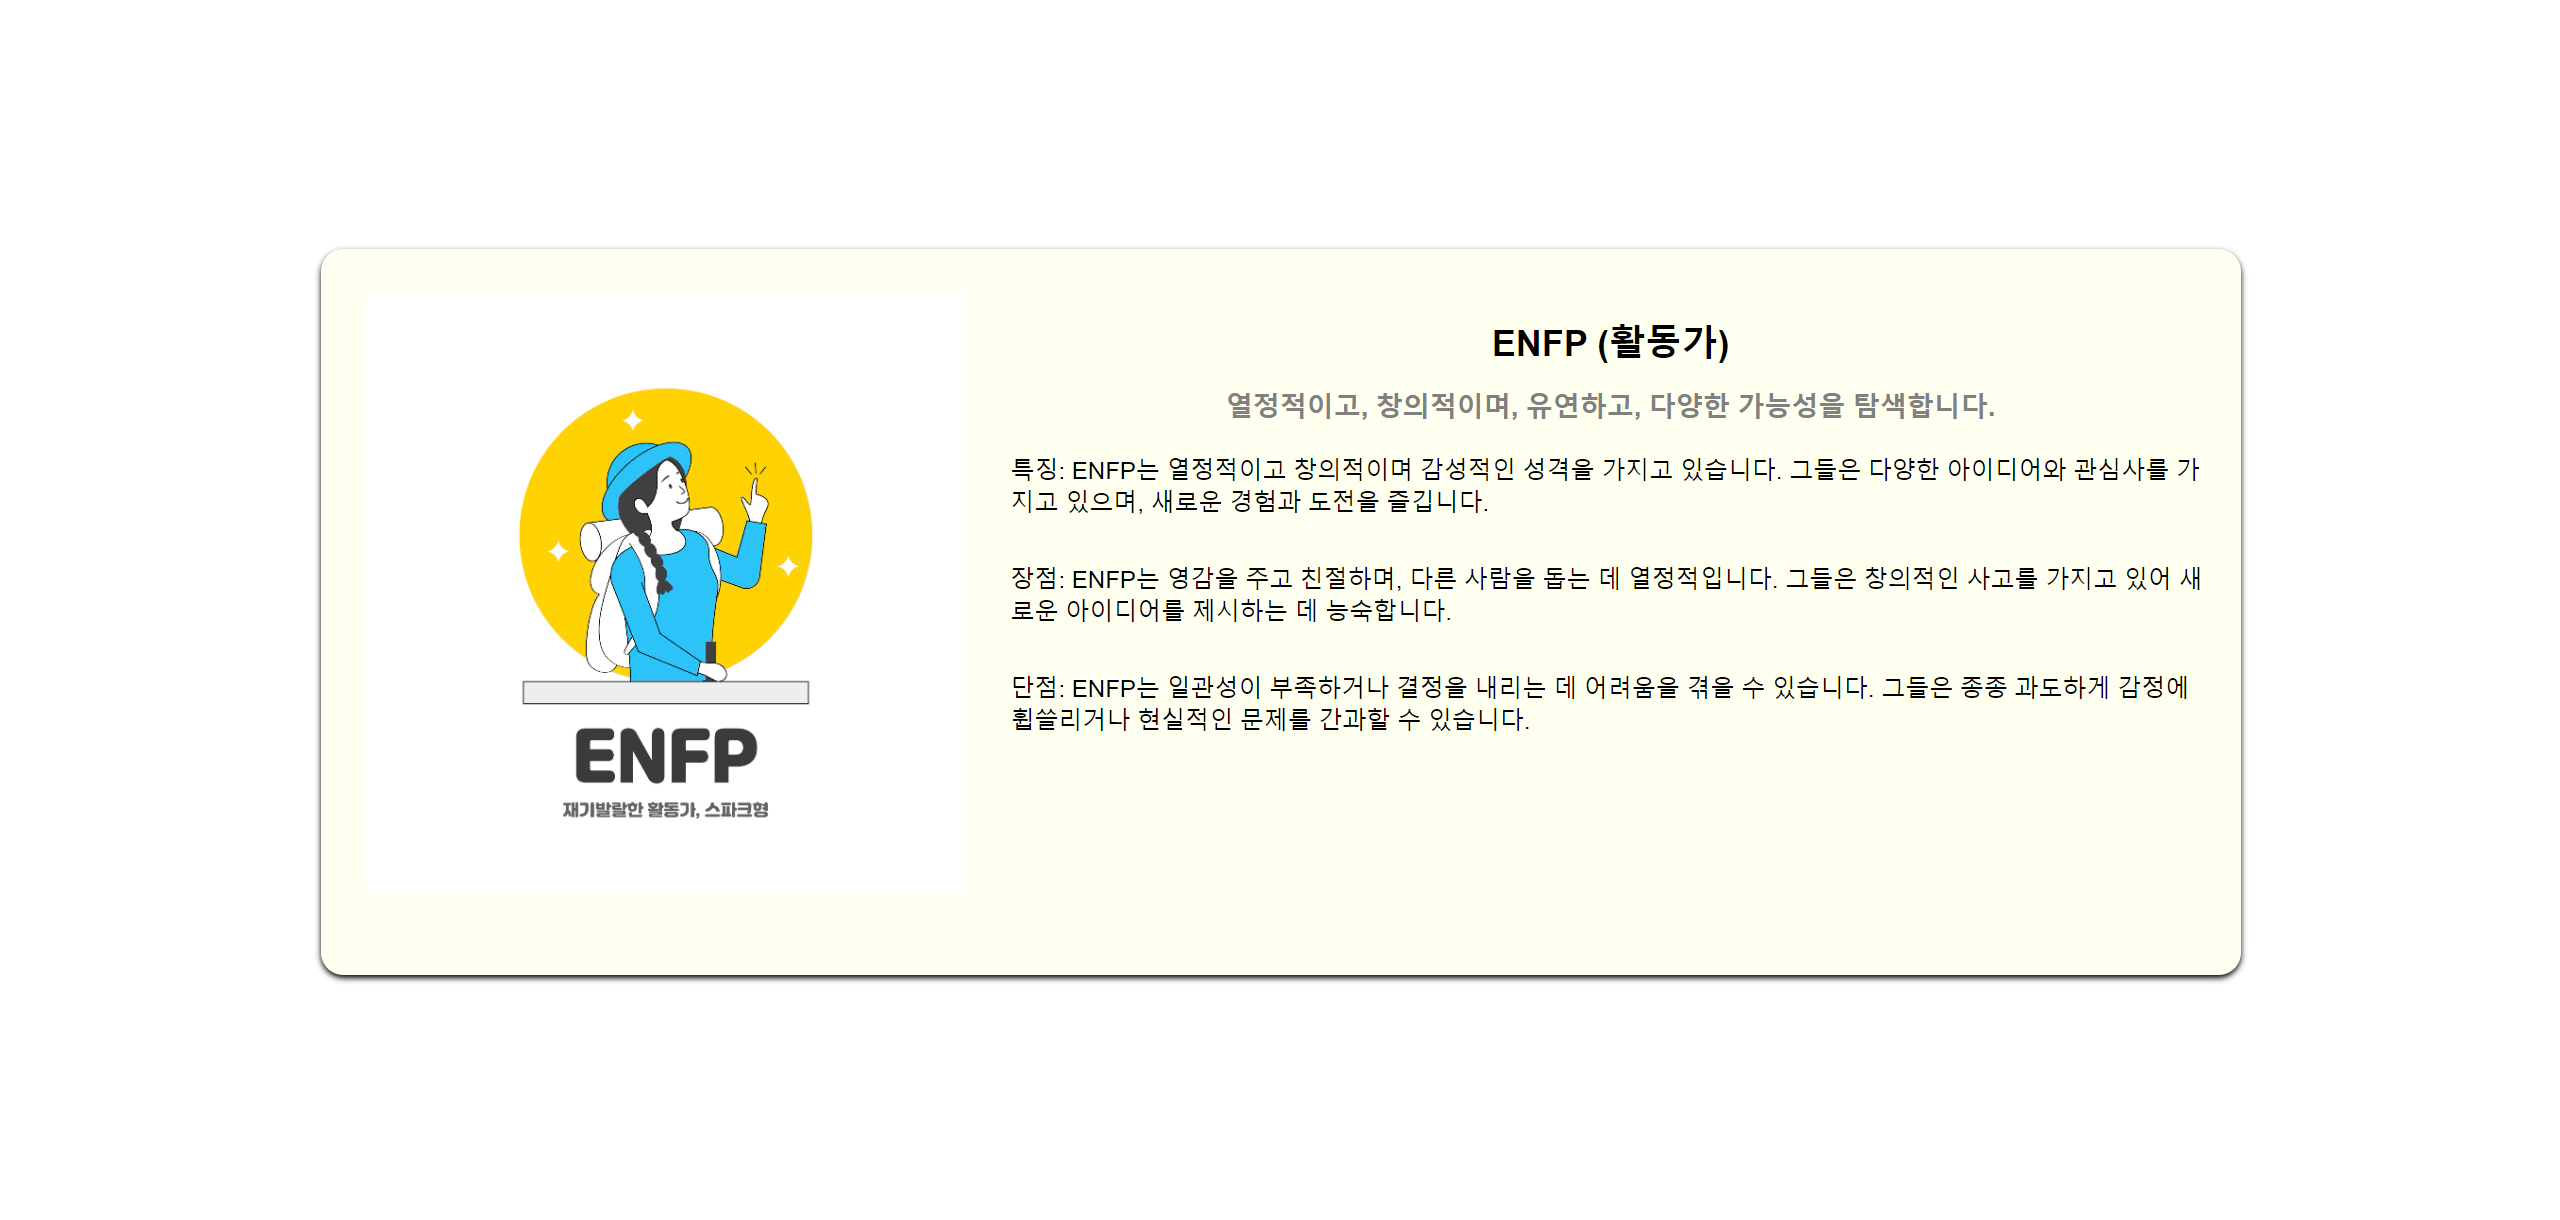 ENFP
재기발랄한 활동가, 스파크형
ENFP (활동가)
열정적이고, 창의적이며, 유연하고, 다양한 가능성을 탐색합니다.
특징: ENFP는 열정적이고 창의적이며 감성적인 성격을 가지고 있습니다. 그들은 다양한 아이디어와 관심사를 가
지고 있으며, 새로운 경험과 도전을 즐깁니다.
장점: ENFP는 영감을 주고 친절하며, 다른 사람을 돕는 데 열정적입니다. 그들은 창의적인 사고를 가지고 있어 새
로운 아이디어를 제시하는 데 능숙합니다.
단점: ENFP는 일관성이 부족하거나 결정을 내리는 데 어려움을 겪을 수 있습니다. 그들은 종종 과도하게 감정에
휩쓸리거나 현실적인 문제를 간과할 수 있습니다.